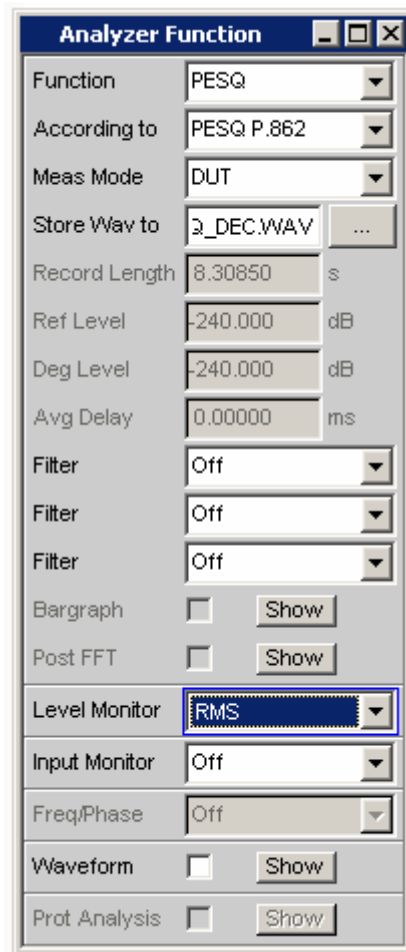 Analyzer Function
Function PESQ
According to PESQ P.862
Meas Mode DUT
Store Wav to Q_DEC.WAV ...
Record Length 8.30850 s
Ref Level -240.000 dB
Deg Level -240.000 dB
Avg Delay 0.00000 ms
Filter Off
Filter Off
Filter Off
Bargraph Show
Post FFT Show
Level Monitor RMS
Input Monitor Off
Freq/Phase Off
Waveform Show
Prot Analysis Show